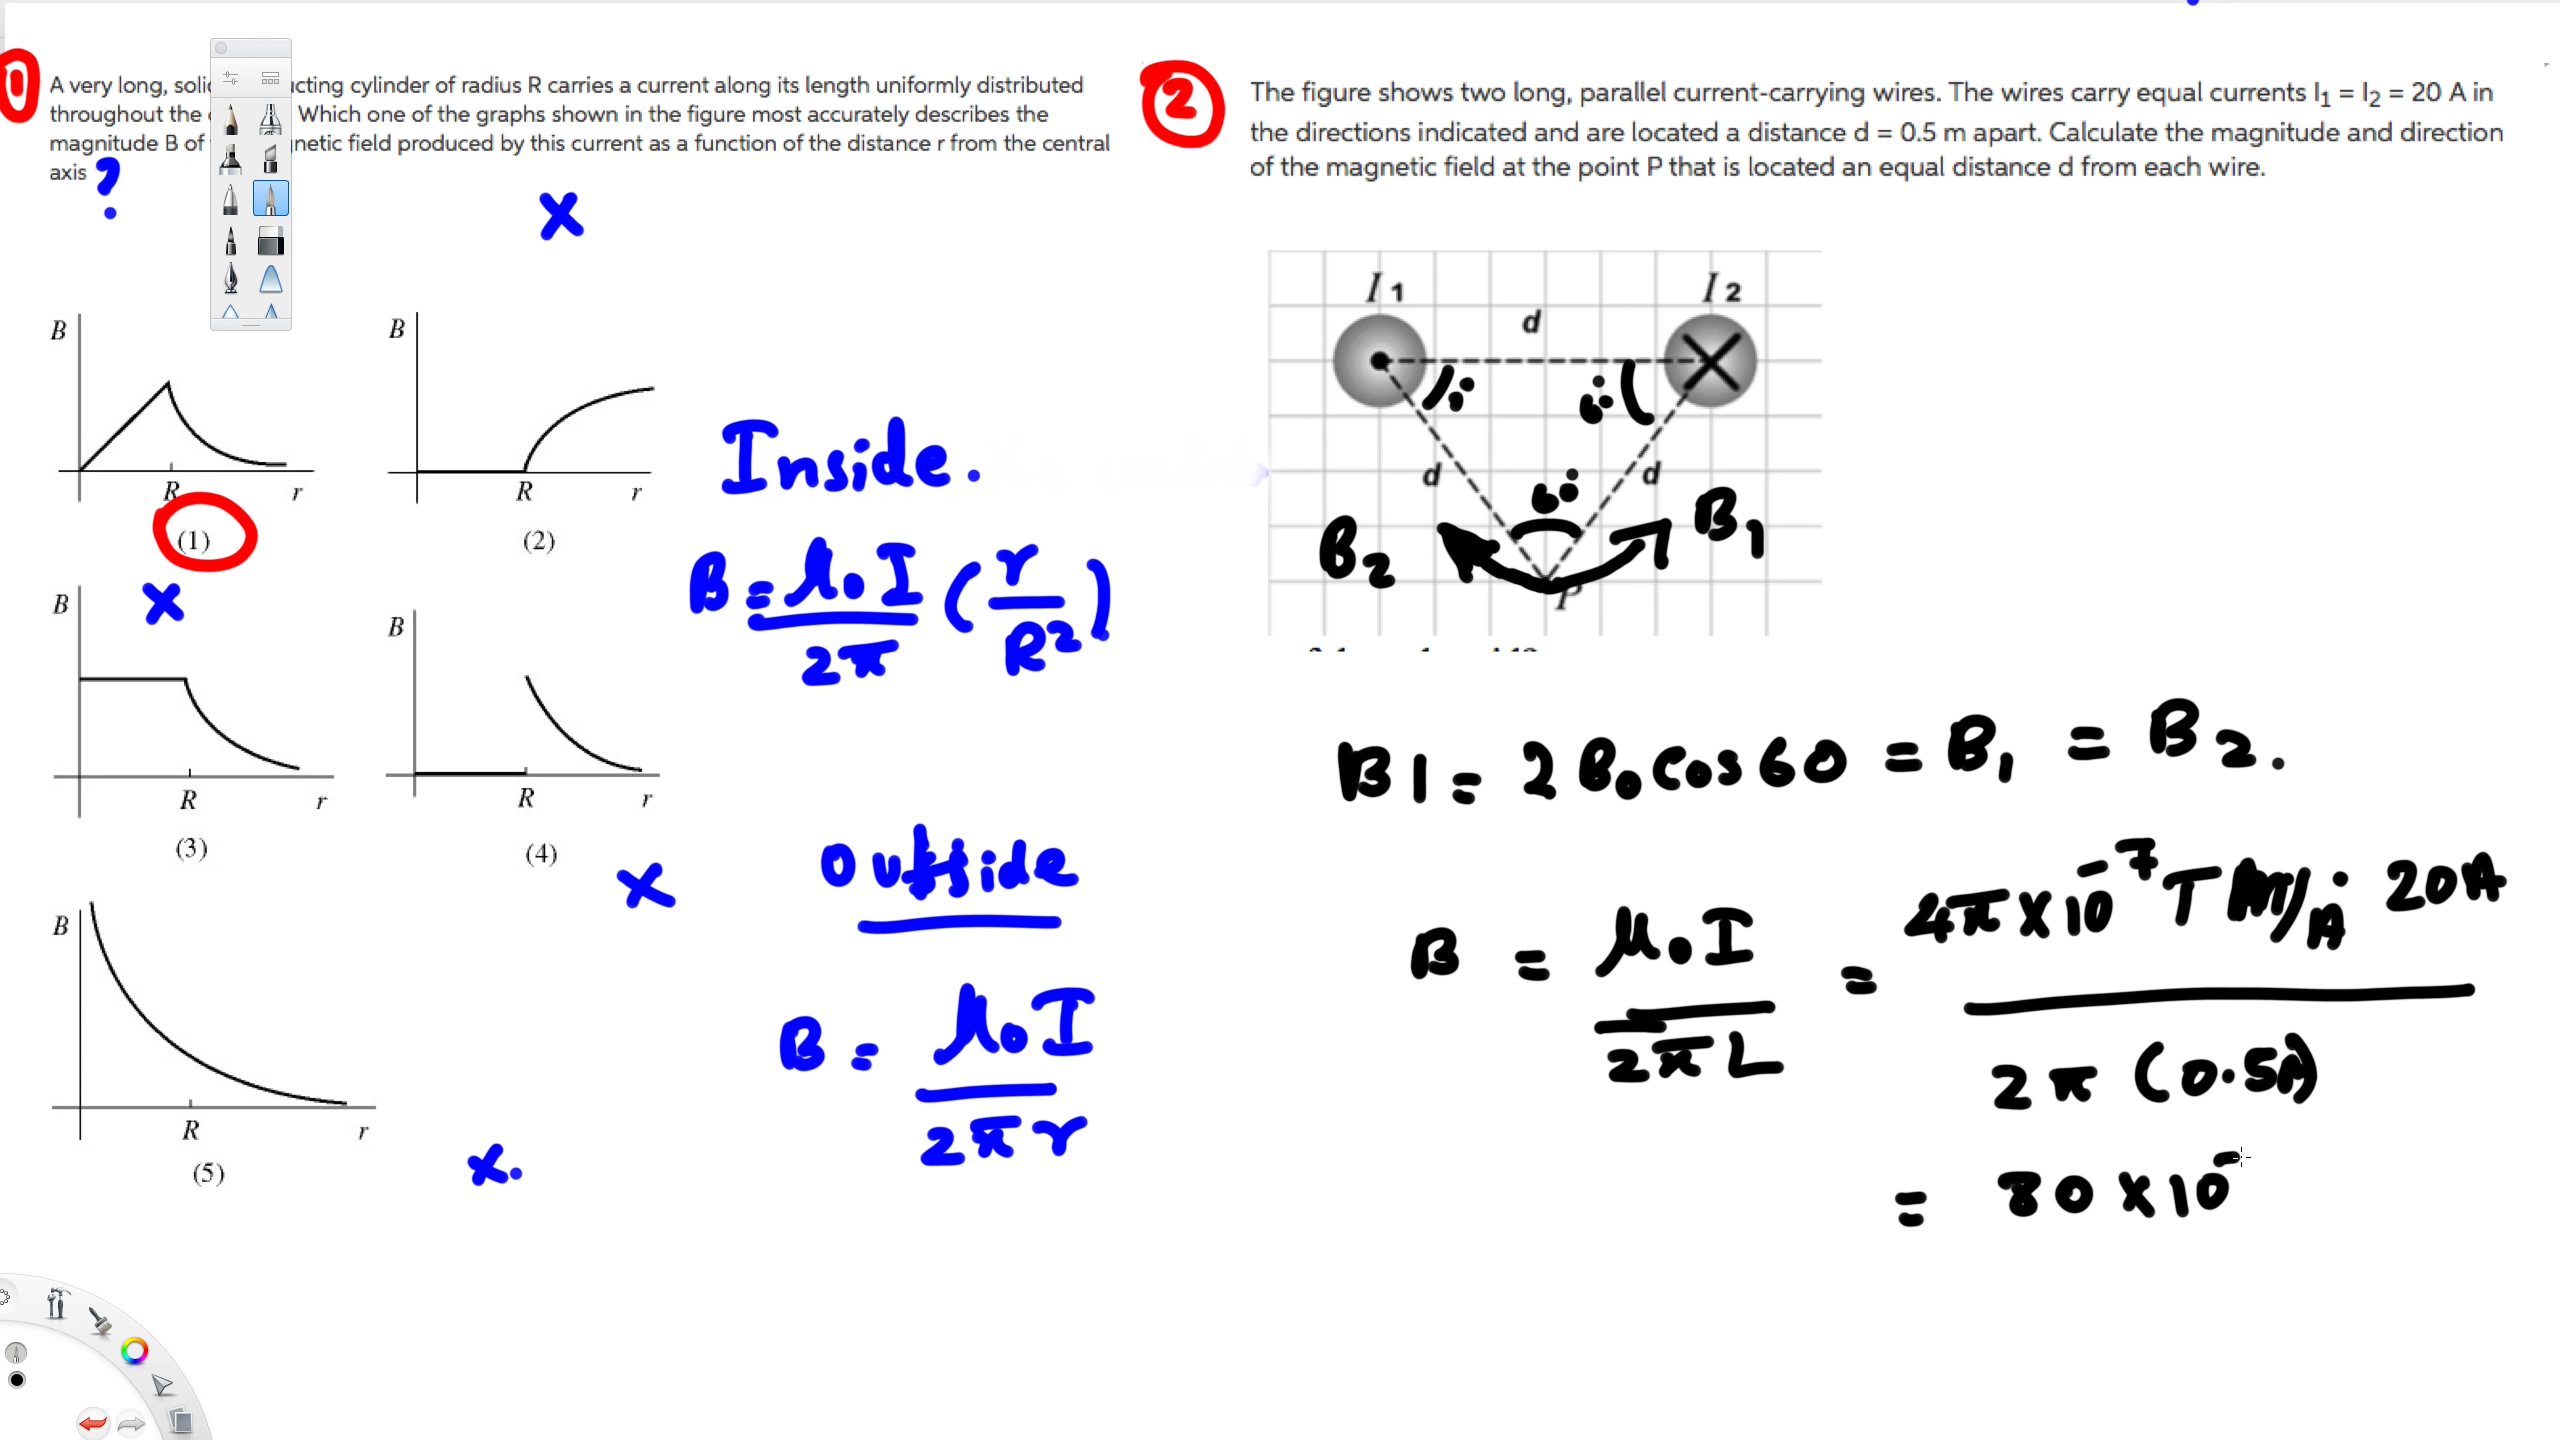 1
A very long, soli cting cylinder of radius R carries a current along its length uniformly distributed
throughout the Which one of the graphs shown in the figure most accurately describes the
magnitude B of netic field produced by this current as a function of the distance r from the central
axis ?
x
B
R
r
(1)
B
R
r
(2)
x
B
R
r
(3)
B
R
r
(4)
x
B
R
r
(5)
x.
Inside.
B = μ₀I/2π (r/R²)
Outside
B = μ₀I/2πr
2
The figure shows two long, parallel current-carrying wires. The wires carry equal currents I₁ = I₂ = 20 A in
the directions indicated and are located a distance d = 0.5 m apart. Calculate the magnitude and direction
of the magnetic field at the point P that is located an equal distance d from each wire.
I 1
I 2
d
d
d
60
B2
B1
P
B1 = 2 B₀ cos 60 = B₁ = B₂.
B = μ₀I/2πL = 4π×10⁻⁷ T m/A · 20A / 2π (0.5m)
= 80 × 10⁻